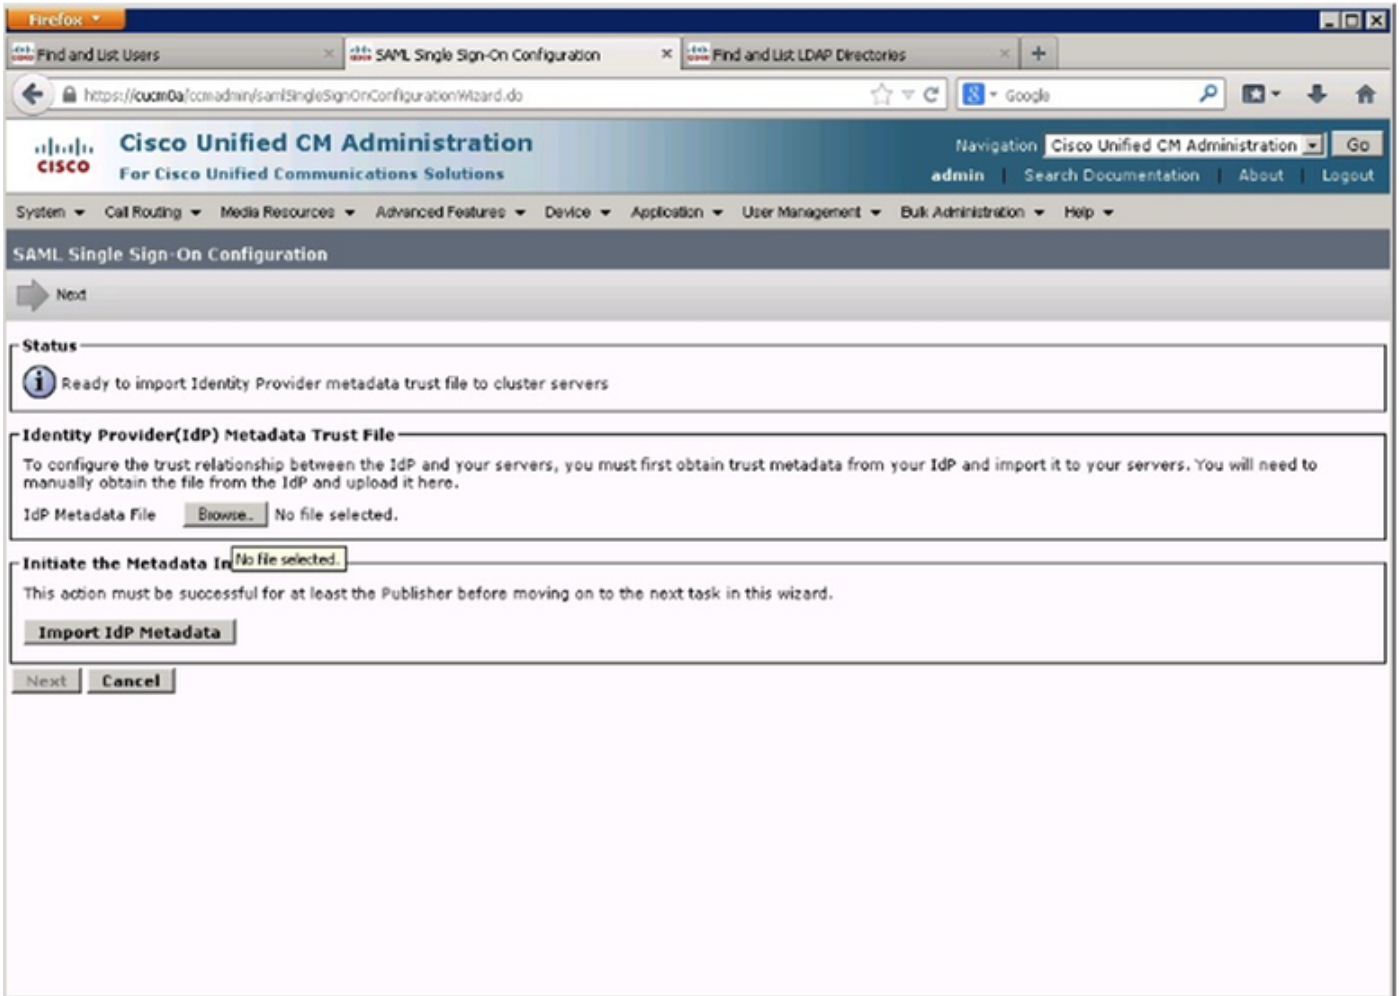 Firefox
Find and List Users
SAML Single Sign-On Configuration
Find and List LDAP Directories
https://cucm0a/ccmadmin/samlSingleSignOnConfigurationWizard.do
Google
CISCO
Cisco Unified CM Administration
For Cisco Unified Communications Solutions
Navigation Cisco Unified CM Administration Go
admin | Search Documentation | About | Logout
System Call Routing Media Resources Advanced Features Device Application User Management Bulk Administration Help
SAML Single Sign-On Configuration
Next
Status
Ready to import Identity Provider metadata trust file to cluster servers
Identity Provider(IdP) Metadata Trust File
To configure the trust relationship between the IdP and your servers, you must first obtain trust metadata from your IdP and import it to your servers. You will need to
manually obtain the file from the IdP and upload it here.
IdP Metadata File Browse.. No file selected.
No file selected.
Initiate the Metadata Im
This action must be successful for at least the Publisher before moving on to the next task in this wizard.
Import IdP Metadata
Next Cancel